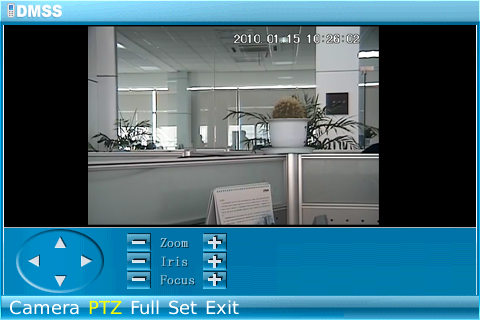 DMSS
2010.01.15 10:26:02
Zoom
Iris
Focus
Camera PTZ Full Set Exit